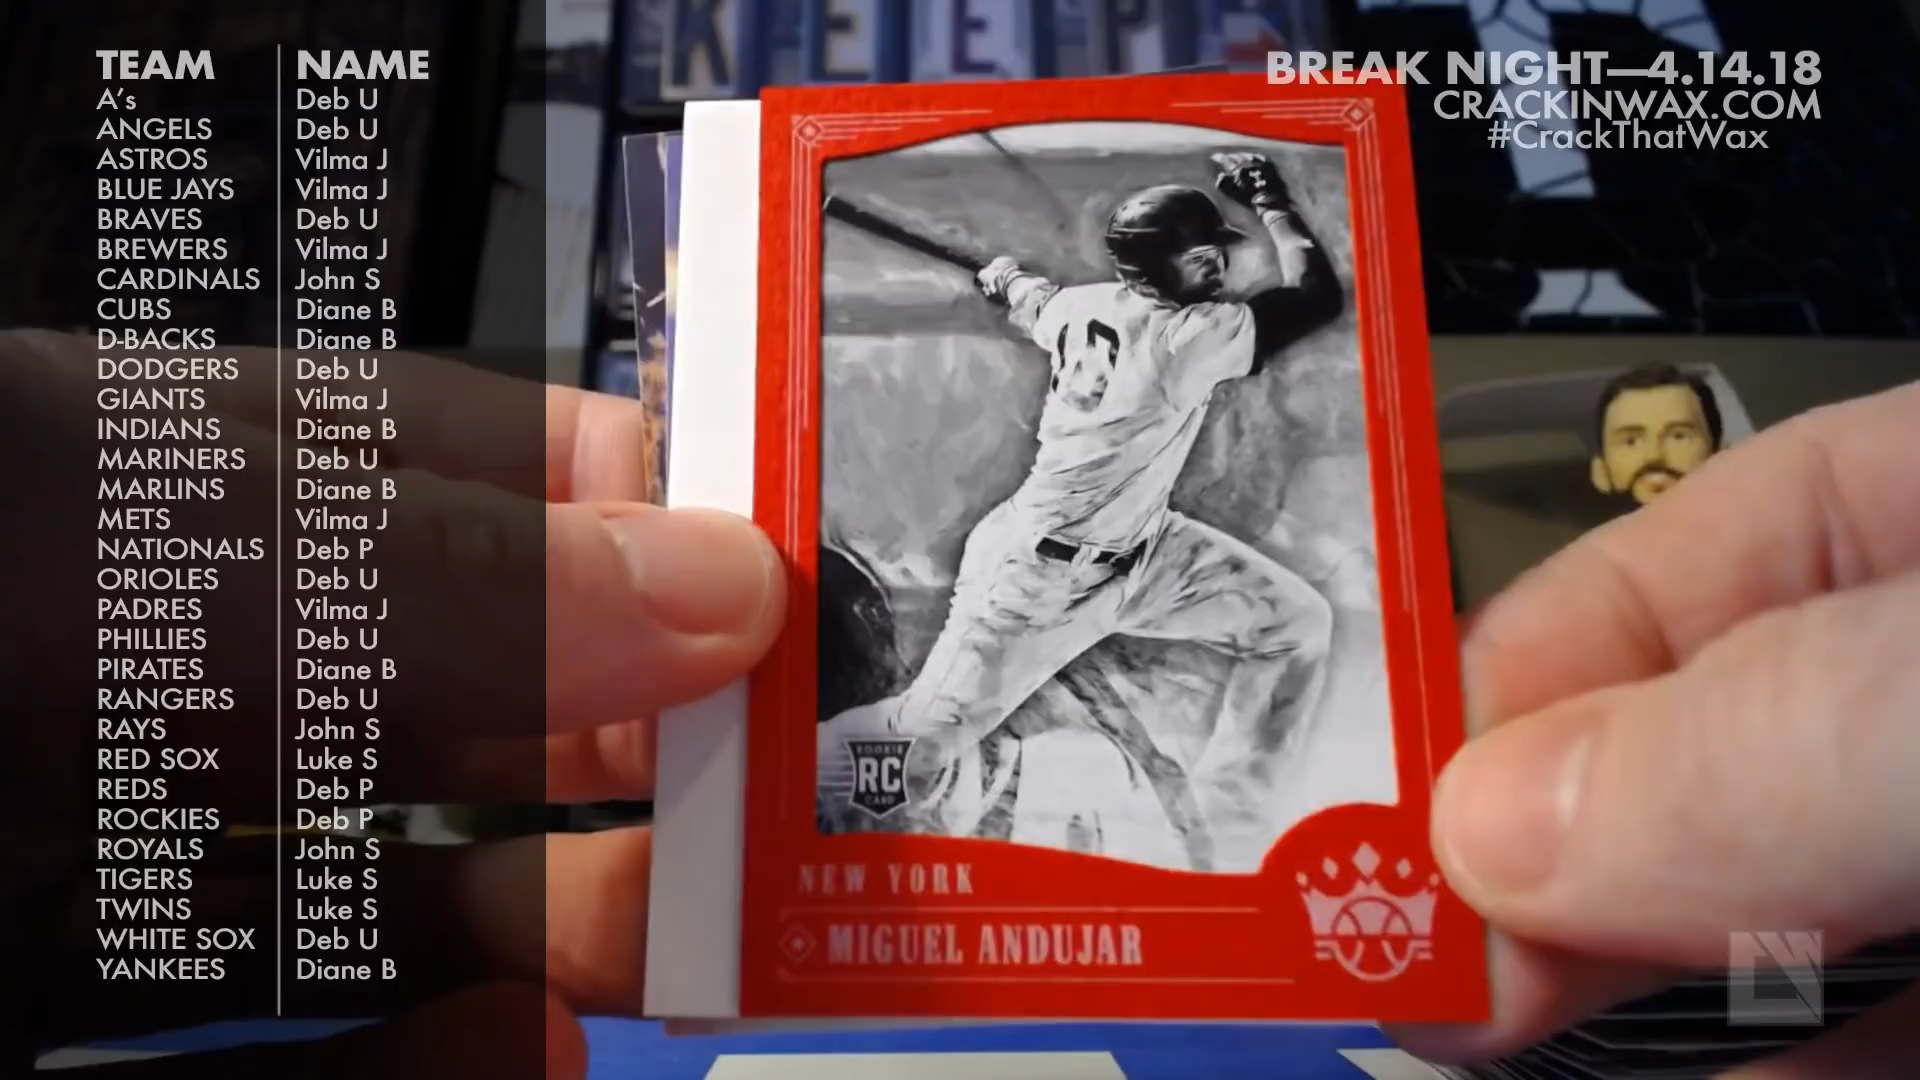 KEEP
TEAM NAME
A's Deb U
ANGELS Deb U
ASTROS Vilma J
BLUE JAYS Vilma J
BRAVES Deb U
BREWERS Vilma J
CARDINALS John S
CUBS Diane B
D-BACKS Diane B
DODGERS Deb U
GIANTS Vilma J
INDIANS Diane B
MARINERS Deb U
MARLINS Diane B
METS Vilma J
NATIONALS Deb P
ORIOLES Deb U
PADRES Vilma J
PHILLIES Deb U
PIRATES Diane B
RANGERS Deb U
RAYS John S
RED SOX Luke S
REDS Deb P
ROCKIES Deb P
ROYALS John S
TIGERS Luke S
TWINS Luke S
WHITE SOX Deb U
YANKEES Diane B
BREAK NIGHT—4.14.18
CRACKINWAX.COM
#CrackThatWax
ROOKIE
RC
CARD
NEW YORK
MIGUEL ANDUJAR